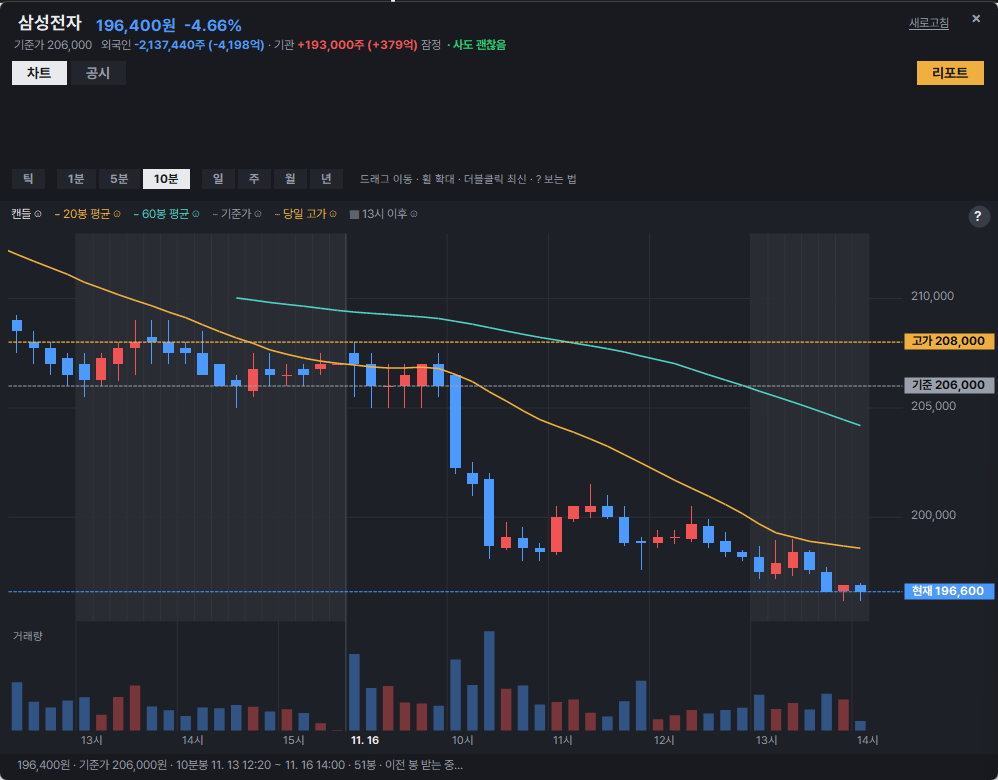 삼성전자 196,400원 -4.66% 새로고침 ×
기준가 206,000 외국인 -2,137,440주 (-4,198억) · 기관 +193,000주 (+379억) 잠정 · 사도 괜찮음
차트 공시 리포트
틱 1분 5분 10분 일 주 월 년 드래그 이동 · 휠 확대 · 더블클릭 최신 · ? 보는 법
캔들 20봉 평균 60봉 평균 기준가 당일 고가 13시 이후 ?
210,000
고가 208,000
기준 206,000
205,000
200,000
현재 196,600
거래량
13시 14시 15시 11. 16 10시 11시 12시 13시 14시
196,400원 · 기준가 206,000원 · 10분봉 11. 13 12:20 ~ 11. 16 14:00 · 51봉 · 이전 봉 받는 중...